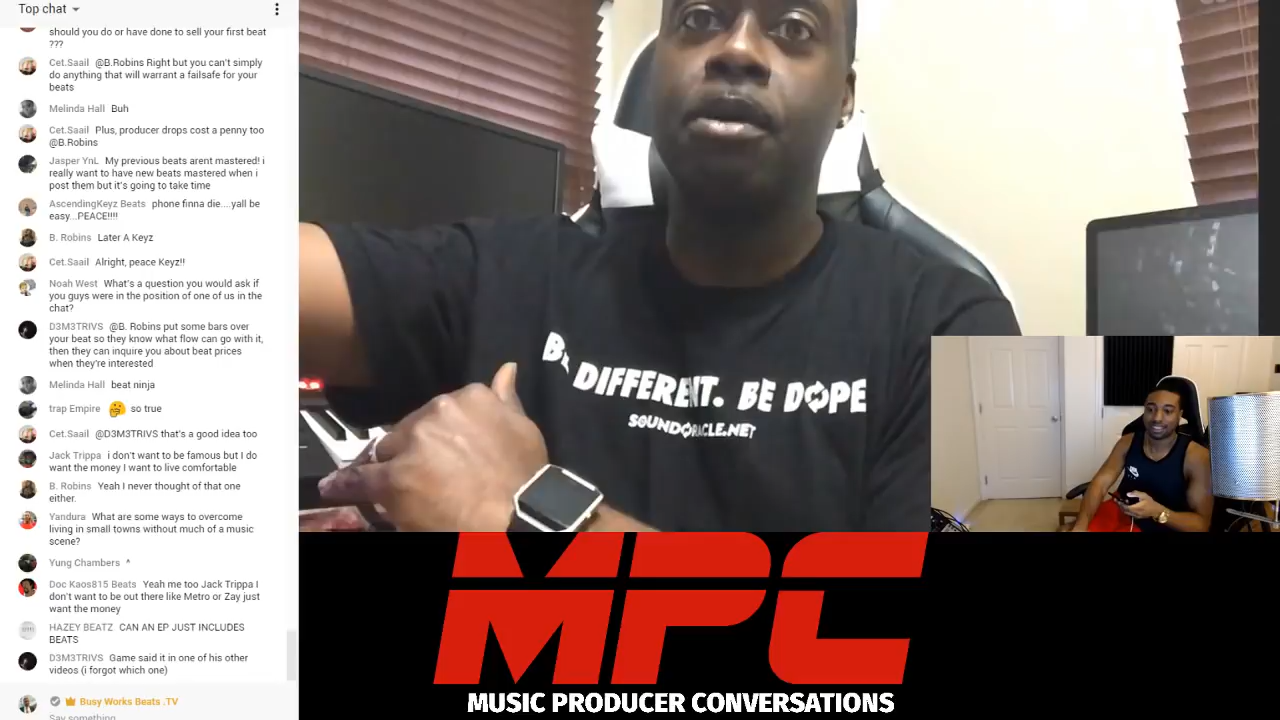 Top chat
should you do or have done to sell your first beat
???
Cet.Saail @B.Robins Right but you can't simply
do anything that will warrant a failsafe for your
beats
Melinda Hall Buh
Cet.Saail Plus, producer drops cost a penny too
@B.Robins
Jasper YnL My previous beats arent mastered! i
really want to have new beats mastered when i
post them but it's going to take time
AscendingKeyz Beats phone finna die....yall be
easy...PEACE!!!!
B. Robins Later A Keyz
Cet.Saail Alright, peace Keyz!!
Noah West What's a question you would ask if
you guys were in the position of one of us in the
chat?
D3M3TRIVS @B. Robins put some bars over
your beat so they know what flow can go with it,
then they can inquire you about beat prices
when they're interested
Melinda Hall beat ninja
trap Empire 🤔 so true
Cet.Saail @D3M3TRIVS that's a good idea too
Jack Trippa i don't want to be famous but I do
want the money I want to live comfortable
B. Robins Yeah I never thought of that one
either.
Yandura What are some ways to overcome
living in small towns without much of a music
scene?
Yung Chambers ^
Doc Kaos815 Beats Yeah me too Jack Trippa I
don't want to be out there like Metro or Zay just
want the money
HAZEY BEATZ CAN AN EP JUST INCLUDES
BEATS
D3M3TRIVS Game said it in one of his other
videos (i forgot which one)
Busy Works Beats .TV
Say something
BE DIFFERENT. BE DOPE
SOUNDORACLE.NET
MPC
MUSIC PRODUCER CONVERSATIONS